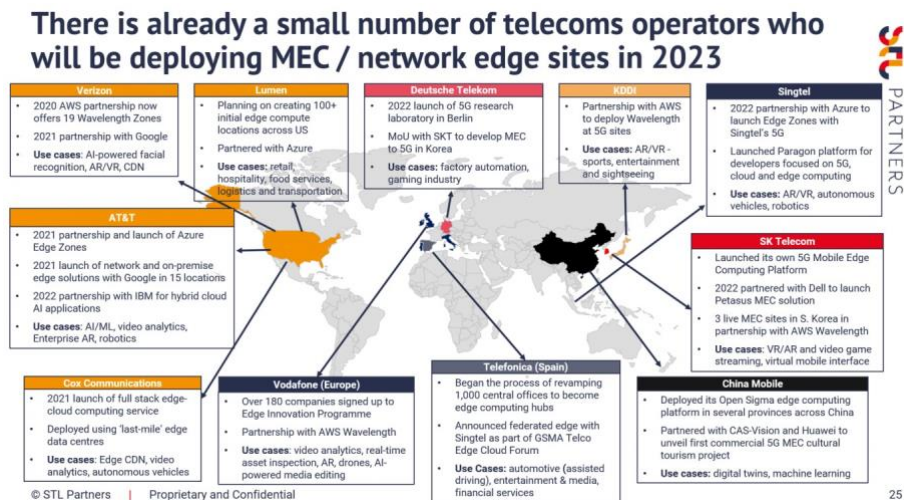 There is already a small number of telecoms operators who
will be deploying MEC / network edge sites in 2023
STL
PARTNERS
Verizon
• 2020 AWS partnership now
offers 19 Wavelength Zones
• 2021 partnership with Google
• Use cases: AI-powered facial
recognition, AR/VR, CDN
Lumen
• Planning on creating 100+
initial edge compute
locations across US
• Partnered with Azure
• Use cases: retail,
hospitality, food services,
logistics and transportation
Deutsche Telekom
• 2022 launch of 5G research
laboratory in Berlin
• MoU with SKT to develop MEC
to 5G in Korea
• Use cases: factory automation,
gaming industry
KDDI
• Partnership with AWS
to deploy Wavelength
at 5G sites
• Use cases: AR/VR -
sports, entertainment
and sightseeing
Singtel
• 2022 partnership with Azure to
launch Edge Zones with
Singtel's 5G
• Launched Paragon platform for
developers focused on 5G,
cloud and edge computing
• Use cases: AR/VR, autonomous
vehicles, robotics
AT&T
• 2021 partnership and launch of Azure
Edge Zones
• 2021 launch of network and on-premise
edge solutions with Google in 15 locations
• 2022 partnership with IBM for hybrid cloud
AI applications
• Use cases: AI/ML, video analytics,
Enterprise AR, robotics
SK Telecom
• Launched its own 5G Mobile Edge
Computing Platform
• 2022 partnered with Dell to launch
Petasus MEC solution
• 3 live MEC sites in S. Korea in
partnership with AWS Wavelength
• Use cases: VR/AR and video game
streaming, virtual mobile interface
Cox Communications
• 2021 launch of full stack edge-
cloud computing service
• Deployed using 'last-mile' edge
data centres
• Use cases: Edge CDN, video
analytics, autonomous vehicles
Vodafone (Europe)
• Over 180 companies signed up to
Edge Innovation Programme
• Partnership with AWS Wavelength
• Use cases: video analytics, real-time
asset inspection, AR, drones, AI-
powered media editing
Telefonica (Spain)
• Began the process of revamping
1,000 central offices to become
edge computing hubs
• Announced federated edge with
Singtel as part of GSMA Telco
Edge Cloud Forum
• Use Cases: automotive (assisted
driving), entertainment & media,
financial services
China Mobile
• Deployed its Open Sigma edge computing
platform in several provinces across China
• Partnered with CAS-Vision and Huawei to
unveil first commercial 5G MEC cultural
tourism project
• Use cases: digital twins, machine learning
© STL Partners | Proprietary and Confidential
25